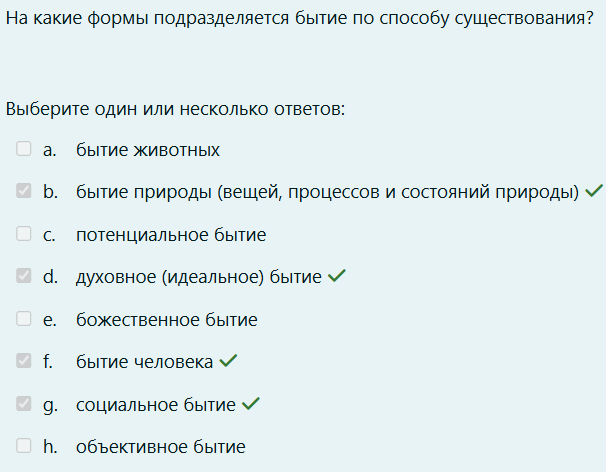 На какие формы подразделяется бытие по способу существования?
Выберите один или несколько ответов:
a. бытие животных
b. бытие природы (вещей, процессов и состояний природы)
c. потенциальное бытие
d. духовное (идеальное) бытие
e. божественное бытие
f. бытие человека
g. социальное бытие
h. объективное бытие